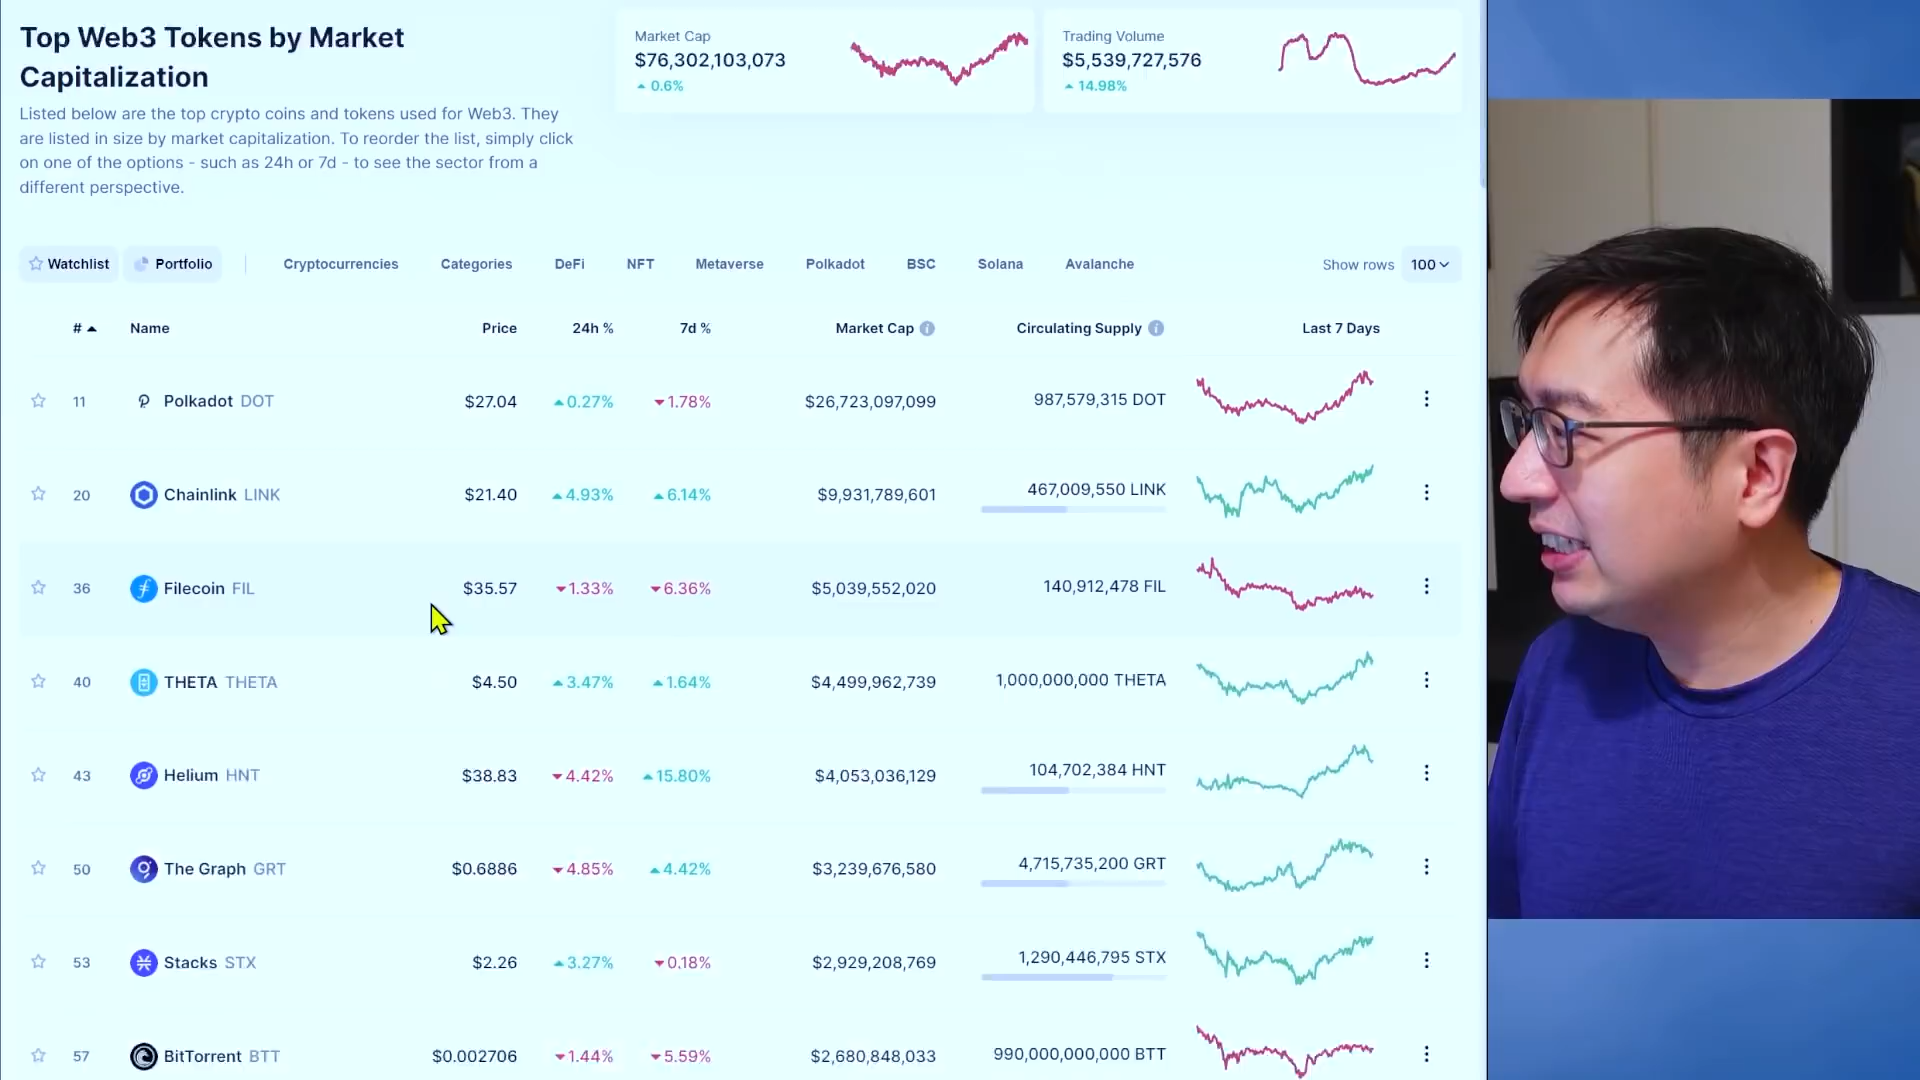 Top Web3 Tokens by Market
Capitalization
Listed below are the top crypto coins and tokens used for Web3. They
are listed in size by market capitalization. To reorder the list, simply click
on one of the options - such as 24h or 7d - to see the sector from a
different perspective.
Market Cap
$76,302,103,073
0.6%
Trading Volume
$5,539,727,576
14.98%
Watchlist Portfolio Cryptocurrencies Categories DeFi NFT Metaverse Polkadot BSC Solana Avalanche Show rows 100
# Name Price 24h % 7d % Market Cap Circulating Supply Last 7 Days
11 Polkadot DOT $27.04 0.27% 1.78% $26,723,097,099 987,579,315 DOT
20 Chainlink LINK $21.40 4.93% 6.14% $9,931,789,601 467,009,550 LINK
36 Filecoin FIL $35.57 1.33% 6.36% $5,039,552,020 140,912,478 FIL
40 THETA THETA $4.50 3.47% 1.64% $4,499,962,739 1,000,000,000 THETA
43 Helium HNT $38.83 4.42% 15.80% $4,053,036,129 104,702,384 HNT
50 The Graph GRT $0.6886 4.85% 4.42% $3,239,676,580 4,715,735,200 GRT
53 Stacks STX $2.26 3.27% 0.18% $2,929,208,769 1,290,446,795 STX
57 BitTorrent BTT $0.002706 1.44% 5.59% $2,680,848,033 990,000,000,000 BTT